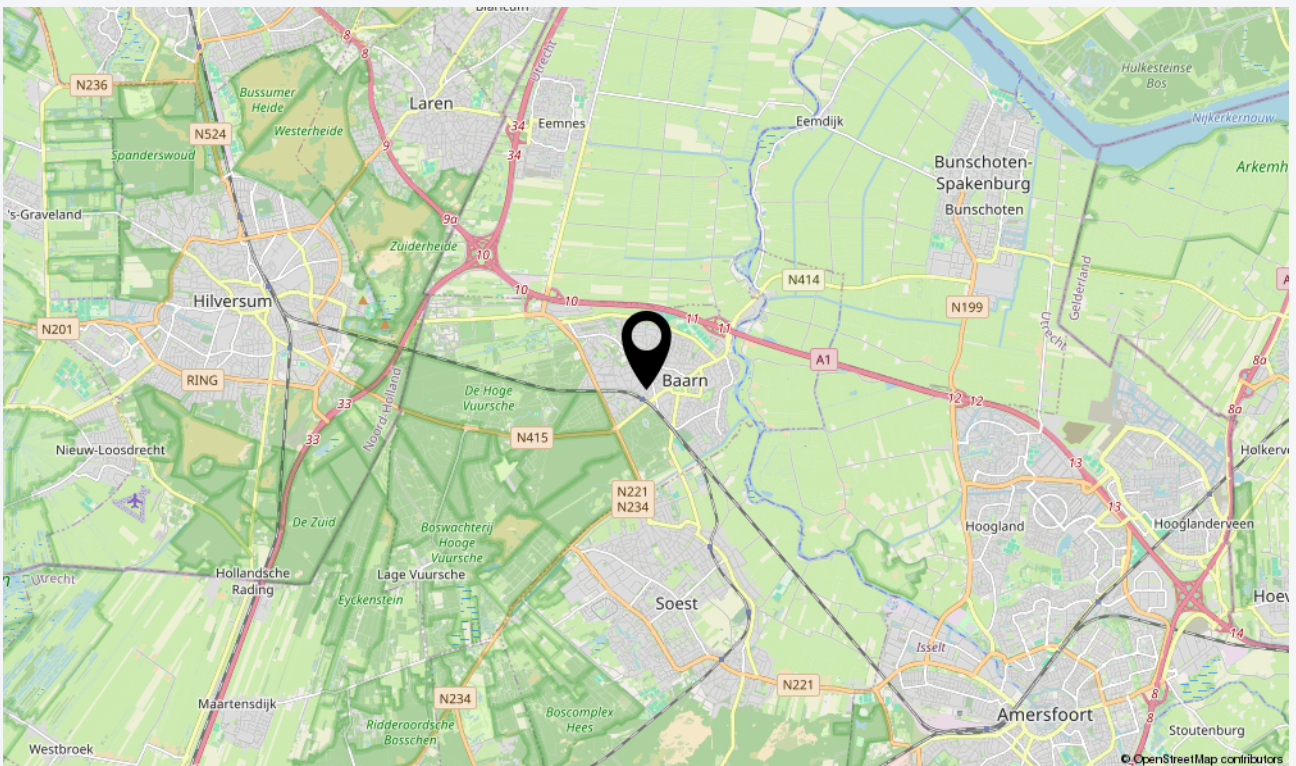 Blaricum
8
8
N236
Bussumer
Heide
Laren
Utrecht
Hulkesteinse
Bos
N524
Westerheide
34
Eemnes
Eemdijk
Nijkerkernauw
Spanderswoud
9
34
Bunschoten-
Spakenburg
Arkemh
's-Graveland
9a
Bunschoten
Zuiderheide
10
N414
Gelderland
A
Hilversum
10
10
N199
N201
11
11
Utrecht
A1
8a
RING
De Hoge
Vuursche
Baarn
Noord-Holland
33
12
12
8a
33
N415
Nieuw-Loosdrecht
13
Holkerve
N221
N234
13
De Zuid
Boswachterij
Hooge
Vuursche
Hoogland
Hooglanderveen
Utrecht
Hollandsche
Rading
Lage Vuursche
Eyckenstein
Soest
Hoev
14
Isselt
N221
8
Maartensdijk
N234
Ridderoordsche
Bosschen
Boscomplex
Hees
Amersfoort
8
Stoutenburg
Westbroek
© OpenStreetMap contributors